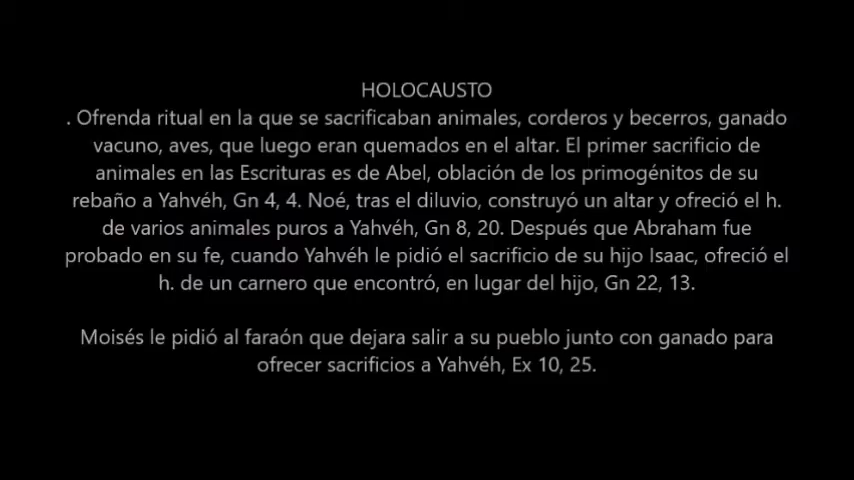 HOLOCAUSTO
. Ofrenda ritual en la que se sacrificaban animales, corderos y becerros, ganado
vacuno, aves, que luego eran quemados en el altar. El primer sacrificio de
animales en las Escrituras es de Abel, oblación de los primogénitos de su
rebaño a Yahvéh, Gn 4, 4. Noé, tras el diluvio, construyó un altar y ofreció el h.
de varios animales puros a Yahvéh, Gn 8, 20. Después que Abraham fue
probado en su fe, cuando Yahvéh le pidió el sacrificio de su hijo Isaac, ofreció el
h. de un carnero que encontró, en lugar del hijo, Gn 22, 13.
Moisés le pidió al faraón que dejara salir a su pueblo junto con ganado para
ofrecer sacrificios a Yahvéh, Ex 10, 25.